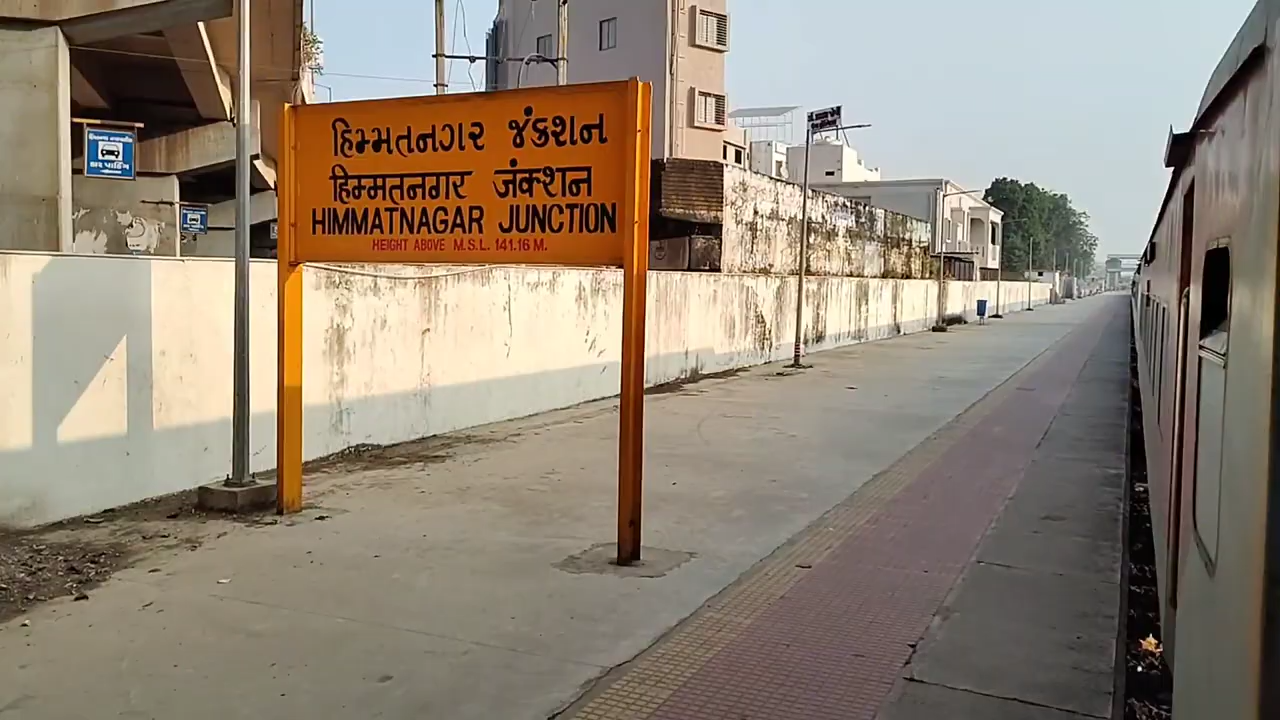 હિમ્મતનગર જંકશન
हिम्मतनगर जंक्शन
HIMMATNAGAR JUNCTION
HEIGHT ABOVE M.S.L. 141.16 M.
કાર પાર્કિંગ